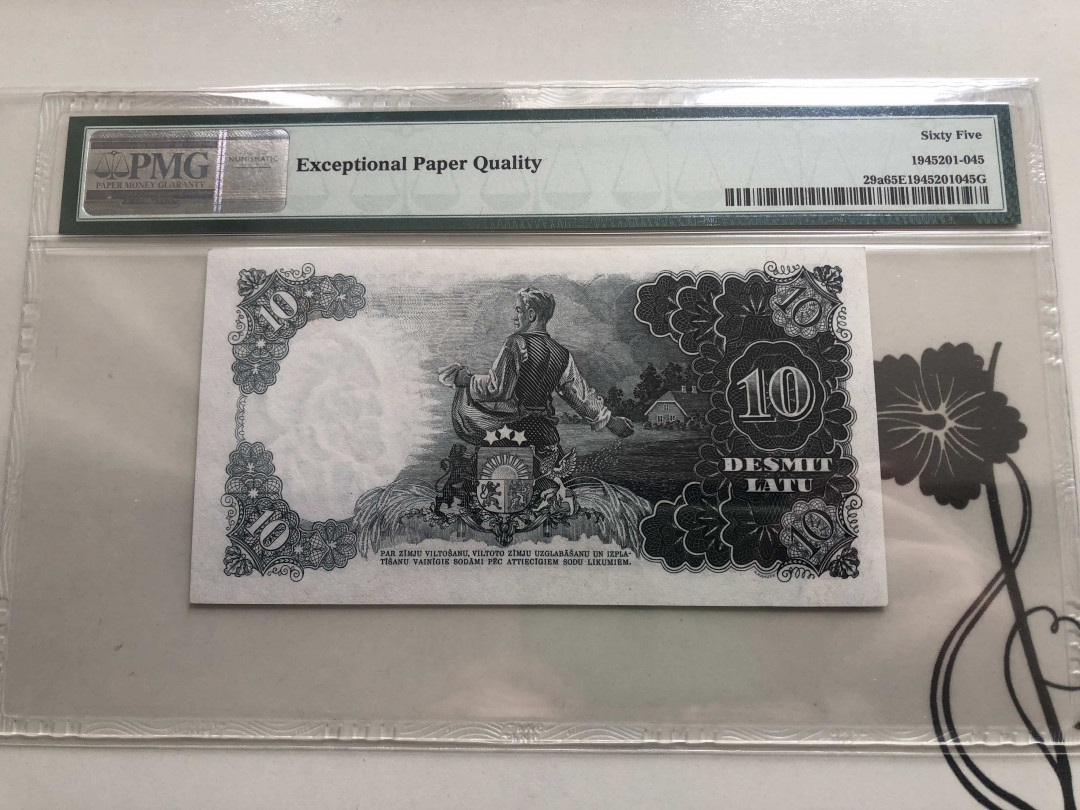 PMG
PAPER MONEY GUARANTY
NUMISMATIC
Exceptional Paper Quality
Sixty Five
1945201-045
29a65E1945201045G
10
10
10
DESMIT
LATU
10
10
PAR ZĪMJU VILTOŠANU, VILTOTO ZĪMJU UZGLABĀŠANU UN IZPLA-
TĪŠANU VAINĪGIE SODĀMI PĒC ATTIECĪGIEM SODU LIKUMIEM.